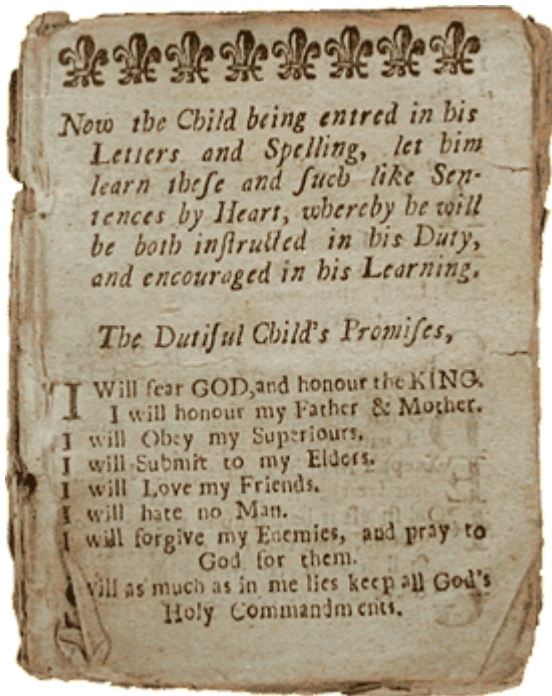 Now the Child being entred in his
Letters and Spelling, let him
learn theſe and ſuch like Sen-
tences by Heart, whereby he will
be both inſtructed in his Duty,
and encouraged in his Learning.
The Dutiful Child's Promiſes,
I Will fear GOD, and honour the KING.
I will honour my Father & Mother.
I will Obey my Superiours.
I will Submit to my Elders.
I will Love my Friends.
I will hate no Man.
I will forgive my Enemies, and pray to
God for them.
I will as much as in me lies keep all God's
Holy Commandments.